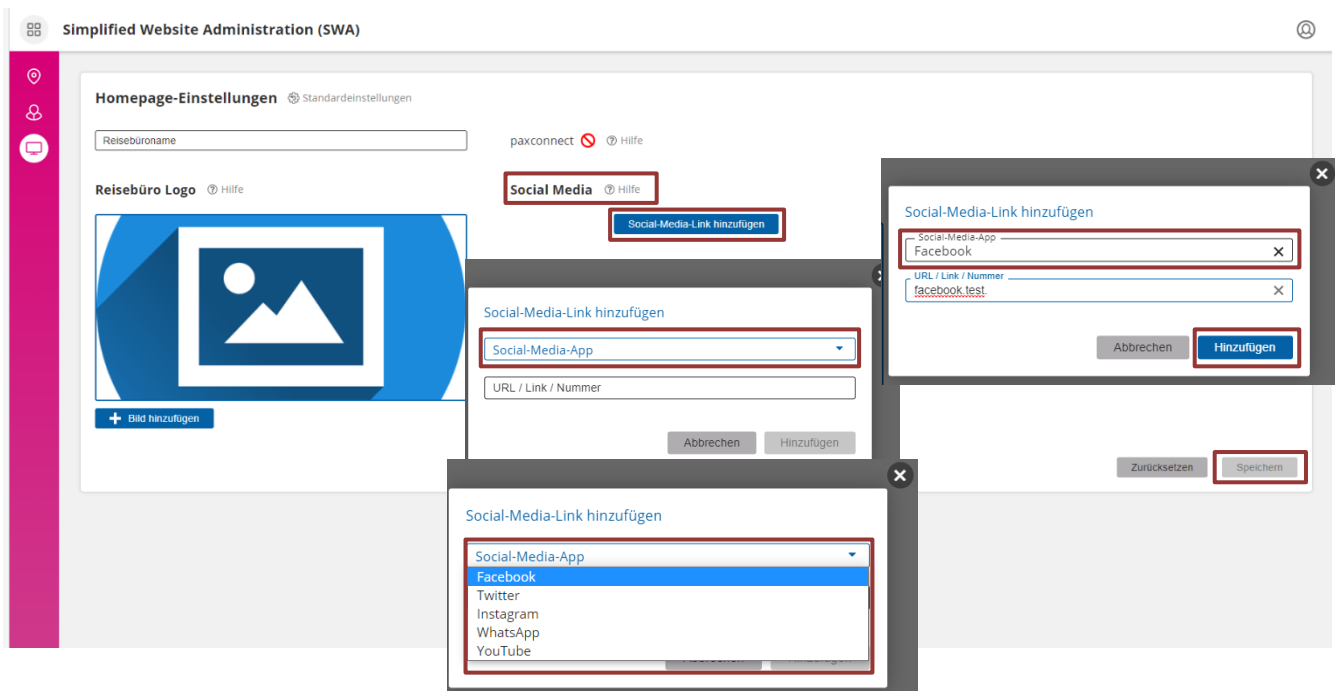 Simplified Website Administration (SWA)
Homepage-Einstellungen Standardeinstellungen
Reisebüroname
paxconnect Hilfe
Reisebüro Logo Hilfe
Social Media Hilfe
Social-Media-Link hinzufügen
Bild hinzufügen
Social-Media-Link hinzufügen
Social-Media-App
URL / Link / Nummer
Abbrechen Hinzufügen
Social-Media-Link hinzufügen
Social-Media-App
Facebook
URL / Link / Nummer
facebook.test.
Abbrechen Hinzufügen
Zurücksetzen Speichern
Social-Media-Link hinzufügen
Social-Media-App
Facebook
Twitter
Instagram
WhatsApp
YouTube